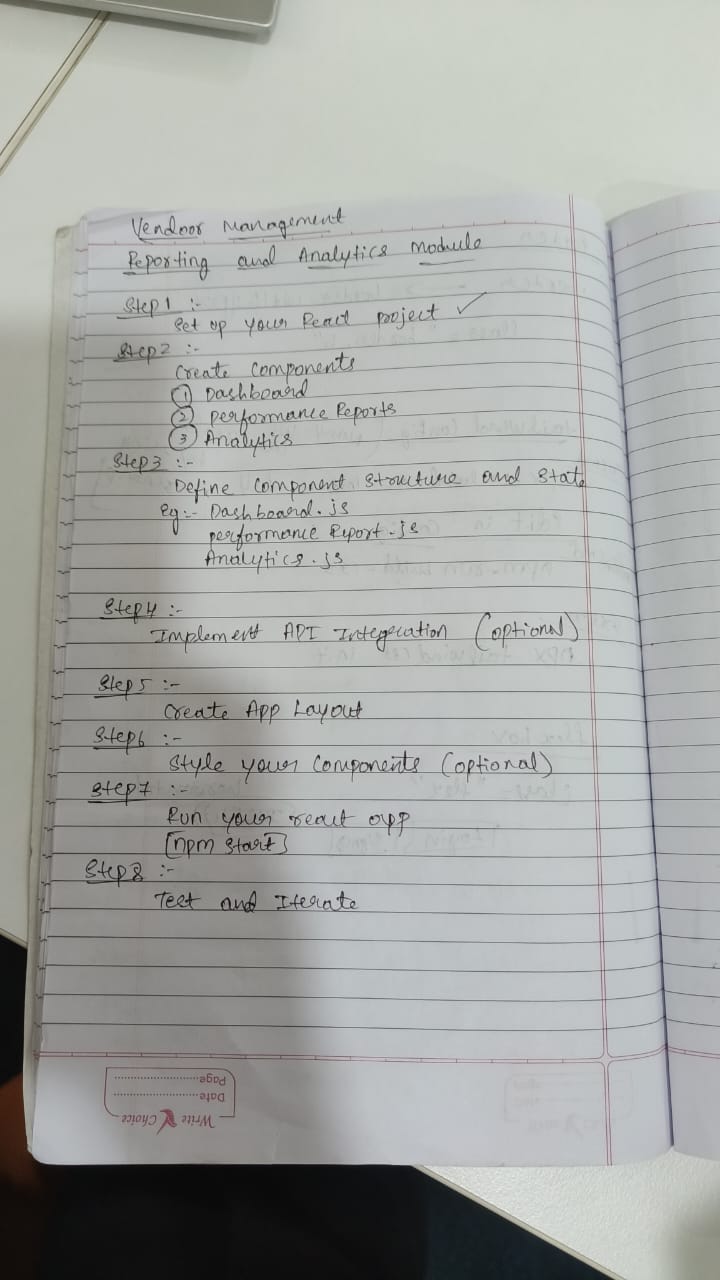 Vendoor Management
Reporting and Analytics Module
Step 1 :-
Set up your React project ✓
Step 2 :-
Create Components
① Dashboard
② performance Reports
③ Analytics
Step 3 :-
Define Component Structure and State
eg:- Dashboard.js
performance Report.js
Analytics.js
Step 4 :-
Implement API Integration (optional)
Step 5 :-
Create App Layout
Step 6 :-
Style your Components (optional)
Step 7 :-
Run your react app
[npm start]
Step 8 :-
Test and Iterate
Write Choice
Date
Page